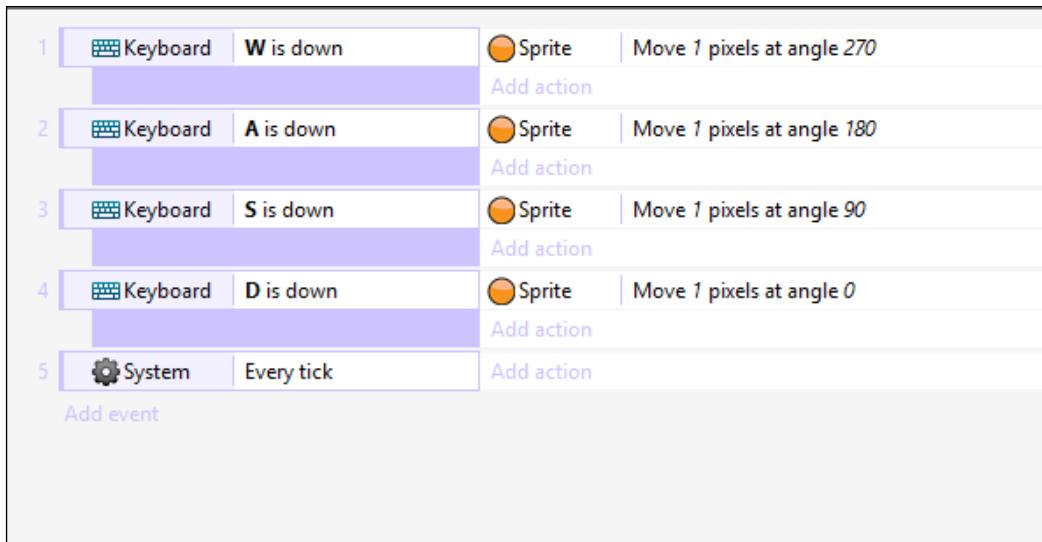 1 Keyboard W is down Sprite Move 1 pixels at angle 270
Add action
2 Keyboard A is down Sprite Move 1 pixels at angle 180
Add action
3 Keyboard S is down Sprite Move 1 pixels at angle 90
Add action
4 Keyboard D is down Sprite Move 1 pixels at angle 0
Add action
5 System Every tick Add action
Add event